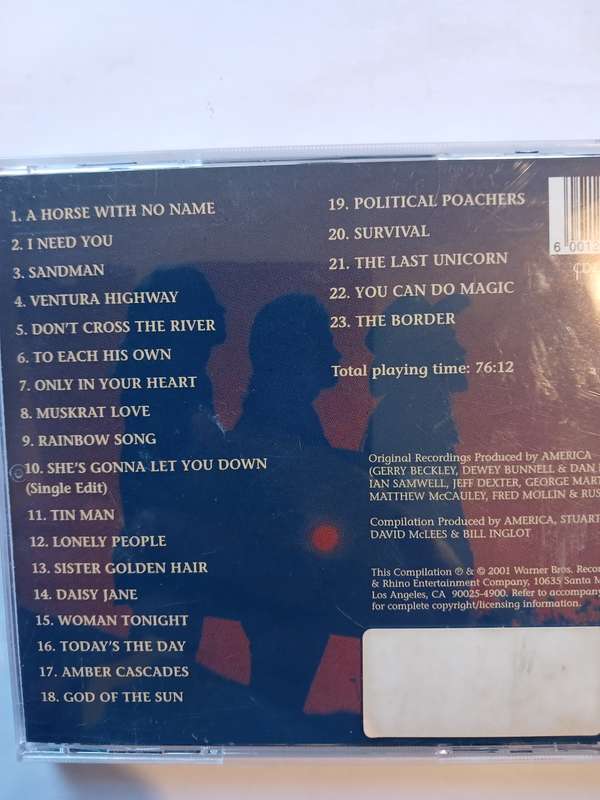 1. A HORSE WITH NO NAME
2. I NEED YOU
3. SANDMAN
4. VENTURA HIGHWAY
5. DON'T CROSS THE RIVER
6. TO EACH HIS OWN
7. ONLY IN YOUR HEART
8. MUSKRAT LOVE
9. RAINBOW SONG
10. SHE'S GONNA LET YOU DOWN
(Single Edit)
11. TIN MAN
12. LONELY PEOPLE
13. SISTER GOLDEN HAIR
14. DAISY JANE
15. WOMAN TONIGHT
16. TODAY'S THE DAY
17. AMBER CASCADES
18. GOD OF THE SUN
19. POLITICAL POACHERS
20. SURVIVAL
21. THE LAST UNICORN
22. YOU CAN DO MAGIC
23. THE BORDER
Total playing time: 76:12
Original Recordings Produced by AMERICA
(GERRY BECKLEY, DEWEY BUNNELL & DAN
IAN SAMWELL, JEFF DEXTER, GEORGE MART
MATTHEW McCAULEY, FRED MOLLIN & RUS
Compilation Produced by AMERICA, STUART
DAVID McLEES & BILL INGLOT
This Compilation ℗ & © 2001 Warner Bros. Reco
& Rhino Entertainment Company, 10635 Santa M
Los Angeles, CA 90025-4900. Refer to accompany
for complete copyright/licensing information.